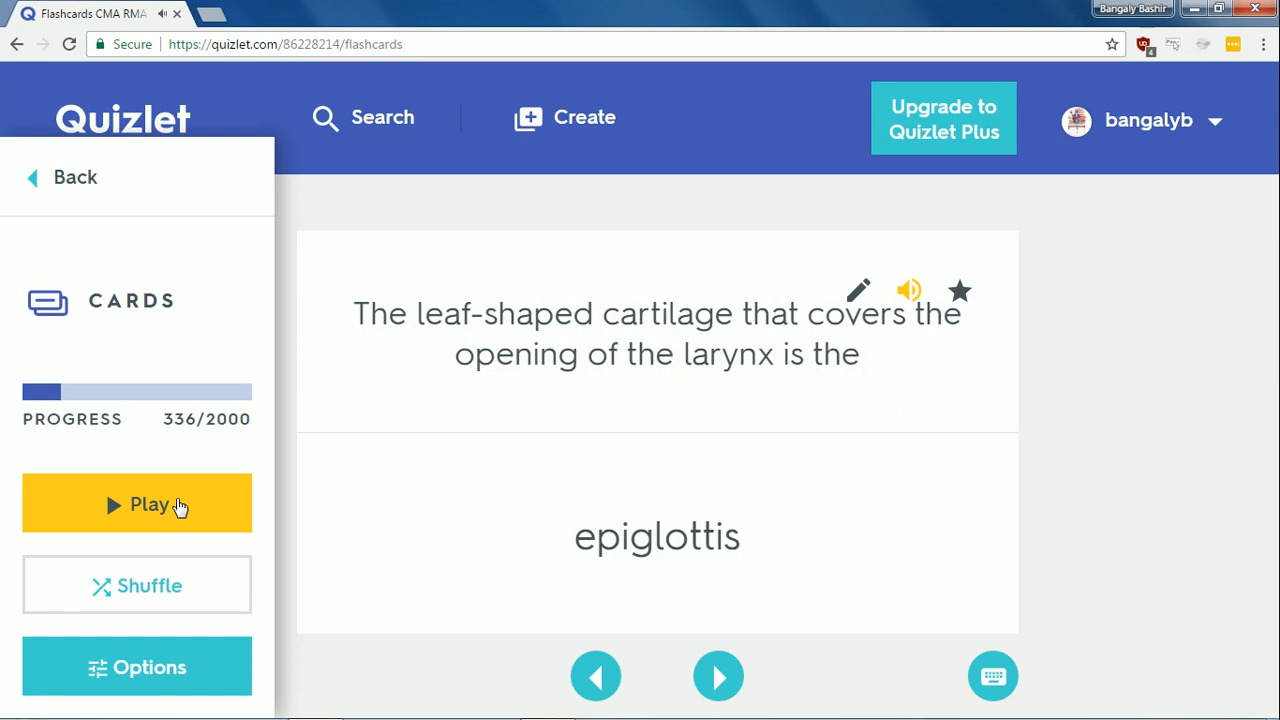 Flashcards CMA RMA
Bangaly Bashir
Secure
https://quizlet.com/86228214/flashcards
4
Quizlet
Search
Create
Upgrade to
Quizlet Plus
bangalyb
Back
CARDS
PROGRESS 336/2000
Play
Shuffle
Options
The leaf-shaped cartilage that covers the
opening of the larynx is the
epiglottis